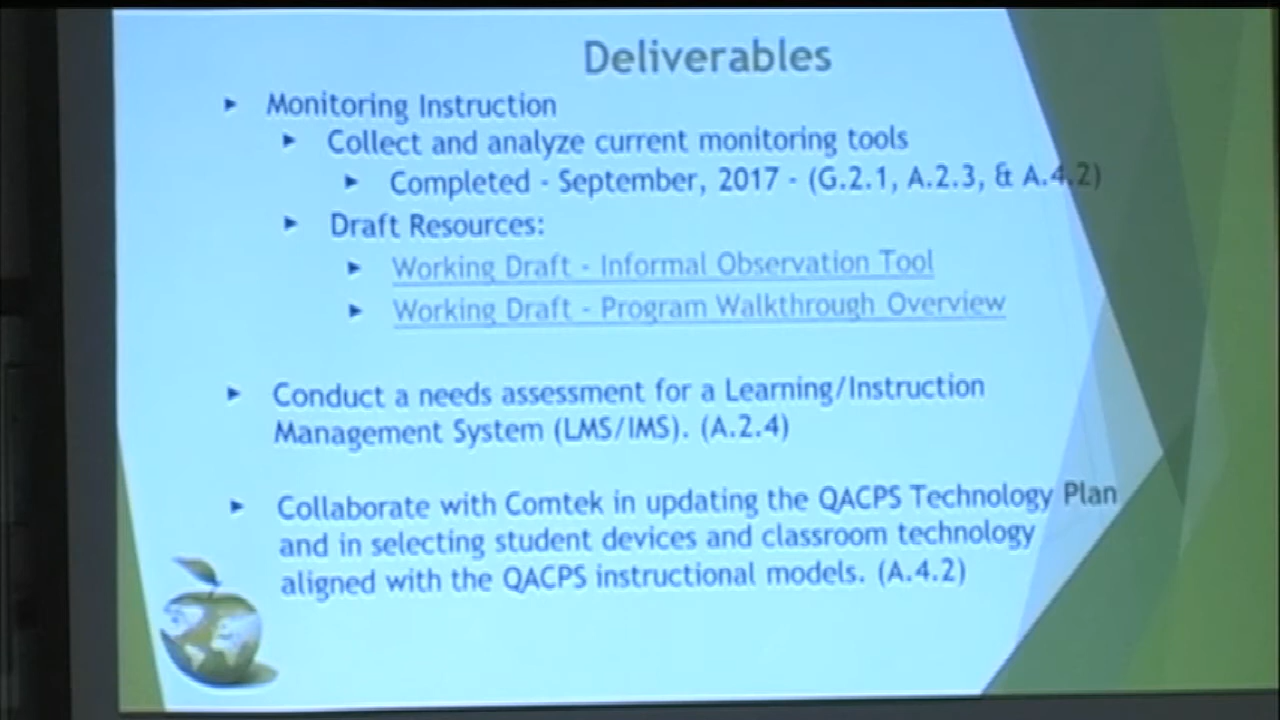 Deliverables
Monitoring Instruction
Collect and analyze current monitoring tools
Completed - September, 2017 - (G.2.1, A.2.3, & A.4.2)
Draft Resources:
Working Draft - Informal Observation Tool
Working Draft - Program Walkthrough Overview
Conduct a needs assessment for a Learning/Instruction
Management System (LMS/IMS). (A.2.4)
Collaborate with Comtek in updating the QACPS Technology Plan
and in selecting student devices and classroom technology
aligned with the QACPS instructional models. (A.4.2)